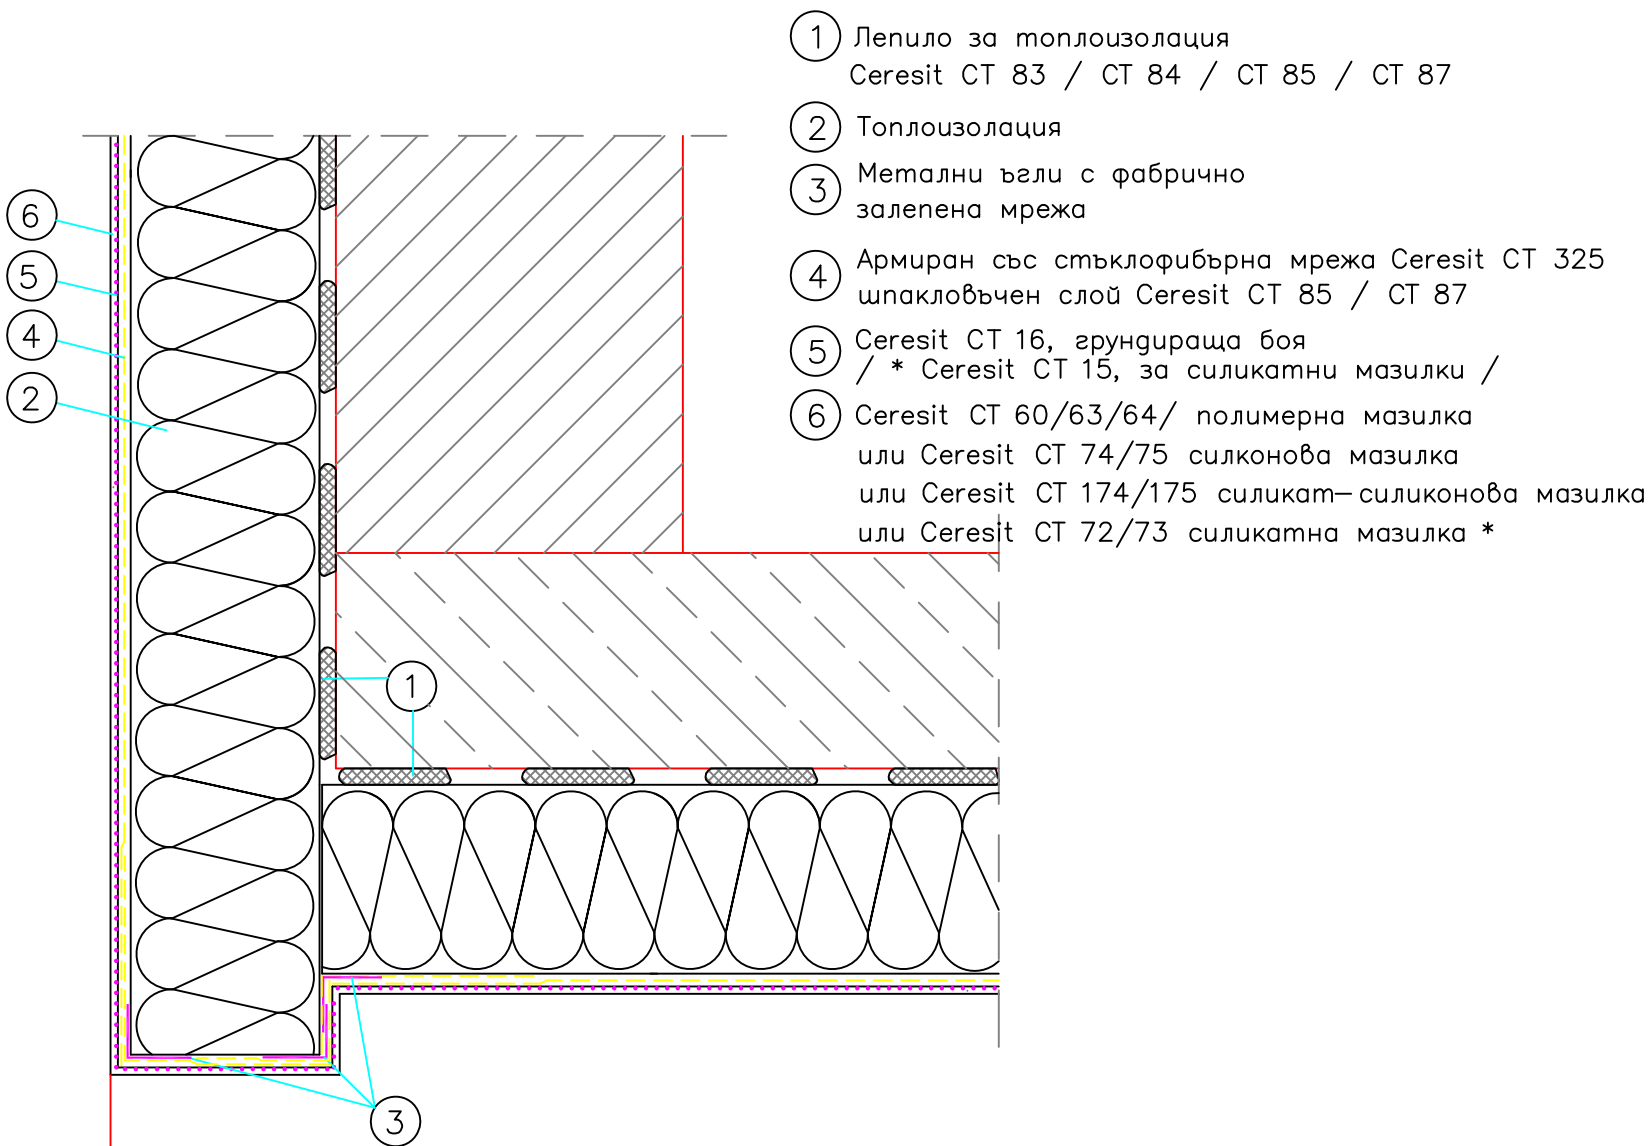 1 Лепило за топлоизолация
Ceresit CT 83 / CT 84 / CT 85 / CT 87
2 Топлоизолация
3 Метални ъгли с фабрично
залепена мрежа
4 Армиран със стъклофибърна мрежа Ceresit CT 325
шпакловъчен слой Ceresit CT 85 / CT 87
5 Ceresit CT 16, грундираща боя
/ * Ceresit CT 15, за силикатни мазилки /
6 Ceresit CT 60/63/64/ полимерна мазилка
или Ceresit CT 74/75 силконова мазилка
или Ceresit CT 174/175 силикат–силиконова мазилка
или Ceresit CT 72/73 силикатна мазилка *
6
5
4
2
1
3